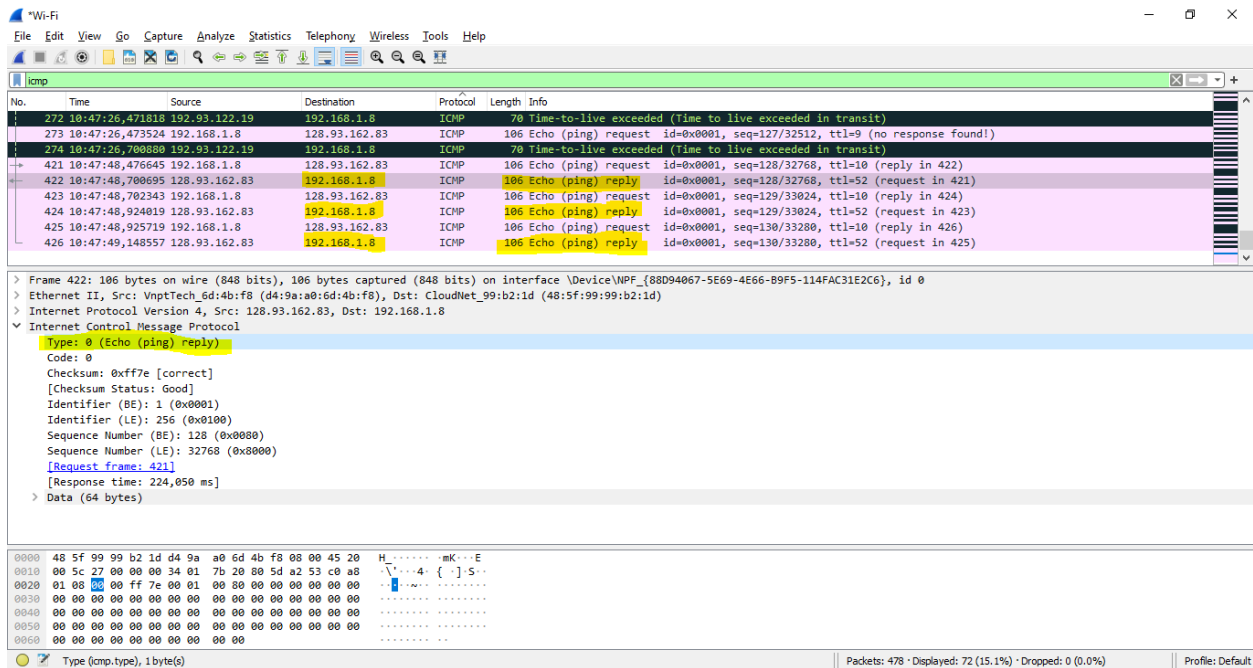 *Wi-Fi
File Edit View Go Capture Analyze Statistics Telephony Wireless Tools Help
icmp
No. Time Source Destination Protocol Length Info
272 10:47:26,471818 192.93.122.19 192.168.1.8 ICMP 70 Time-to-live exceeded (Time to live exceeded in transit)
273 10:47:26,473524 192.168.1.8 128.93.162.83 ICMP 106 Echo (ping) request id=0x0001, seq=127/32512, ttl=9 (no response found!)
274 10:47:26,700880 192.93.122.19 192.168.1.8 ICMP 70 Time-to-live exceeded (Time to live exceeded in transit)
421 10:47:48,476645 192.168.1.8 128.93.162.83 ICMP 106 Echo (ping) request id=0x0001, seq=128/32768, ttl=10 (reply in 422)
422 10:47:48,700695 128.93.162.83 192.168.1.8 ICMP 106 Echo (ping) reply id=0x0001, seq=128/32768, ttl=52 (request in 421)
423 10:47:48,702343 192.168.1.8 128.93.162.83 ICMP 106 Echo (ping) request id=0x0001, seq=129/33024, ttl=10 (reply in 424)
424 10:47:48,924019 128.93.162.83 192.168.1.8 ICMP 106 Echo (ping) reply id=0x0001, seq=129/33024, ttl=52 (request in 423)
425 10:47:48,925719 192.168.1.8 128.93.162.83 ICMP 106 Echo (ping) request id=0x0001, seq=130/33280, ttl=10 (reply in 426)
426 10:47:49,148557 128.93.162.83 192.168.1.8 ICMP 106 Echo (ping) reply id=0x0001, seq=130/33280, ttl=52 (request in 425)
Frame 422: 106 bytes on wire (848 bits), 106 bytes captured (848 bits) on interface \Device\NPF_{88D94067-5E69-4E66-B9F5-114FAC31E2C6}, id 0
Ethernet II, Src: VnptTech_6d:4b:f8 (d4:9a:a0:6d:4b:f8), Dst: CloudNet_99:b2:1d (48:5f:99:99:b2:1d)
Internet Protocol Version 4, Src: 128.93.162.83, Dst: 192.168.1.8
Internet Control Message Protocol
Type: 0 (Echo (ping) reply)
Code: 0
Checksum: 0xff7e [correct]
[Checksum Status: Good]
Identifier (BE): 1 (0x0001)
Identifier (LE): 256 (0x0100)
Sequence Number (BE): 128 (0x0080)
Sequence Number (LE): 32768 (0x8000)
[Request frame: 421]
[Response time: 224,050 ms]
Data (64 bytes)
0000 48 5f 99 99 b2 1d d4 9a a0 6d 4b f8 08 00 45 20 H_······ ·mK···E
0010 00 5c 27 00 00 00 34 01 7b 20 80 5d a2 53 c0 a8 ·\'···4· { ·]·S··
0020 01 08 00 00 ff 7e 00 01 00 80 00 00 00 00 00 00 ·····~·· ········
0030 00 00 00 00 00 00 00 00 00 00 00 00 00 00 00 00 ········ ········
0040 00 00 00 00 00 00 00 00 00 00 00 00 00 00 00 00 ········ ········
0050 00 00 00 00 00 00 00 00 00 00 00 00 00 00 00 00 ········ ········
0060 00 00 00 00 00 00 00 00 00 00 ········ ··
Type (icmp.type), 1 byte(s) Packets: 478 · Displayed: 72 (15.1%) · Dropped: 0 (0.0%) Profile: Default